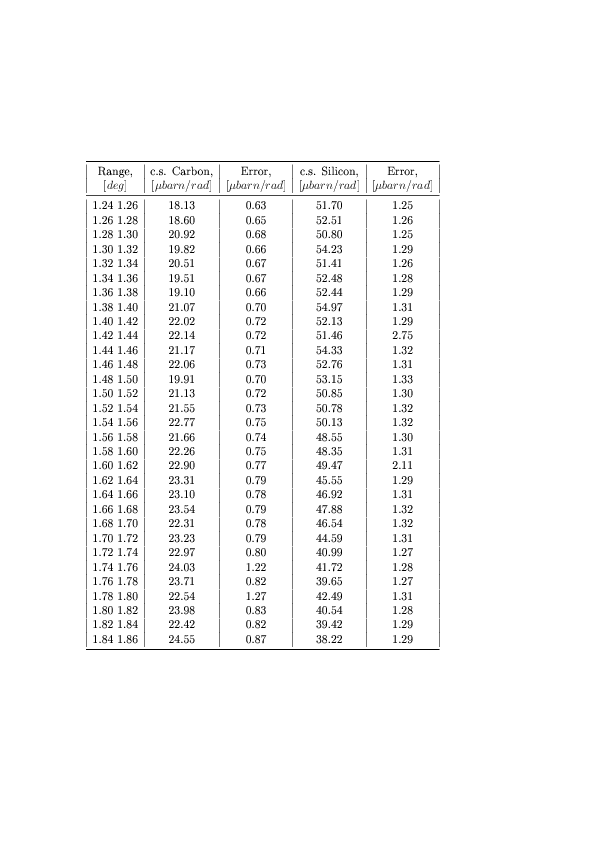 Range, c.s. Carbon, Error, c.s. Silicon, Error,
[deg] [μbarn/rad] [μbarn/rad] [μbarn/rad] [μbarn/rad]
1.24 1.26 18.13 0.63 51.70 1.25
1.26 1.28 18.60 0.65 52.51 1.26
1.28 1.30 20.92 0.68 50.80 1.25
1.30 1.32 19.82 0.66 54.23 1.29
1.32 1.34 20.51 0.67 51.41 1.26
1.34 1.36 19.51 0.67 52.48 1.28
1.36 1.38 19.10 0.66 52.44 1.29
1.38 1.40 21.07 0.70 54.97 1.31
1.40 1.42 22.02 0.72 52.13 1.29
1.42 1.44 22.14 0.72 51.46 2.75
1.44 1.46 21.17 0.71 54.33 1.32
1.46 1.48 22.06 0.73 52.76 1.31
1.48 1.50 19.91 0.70 53.15 1.33
1.50 1.52 21.13 0.72 50.85 1.30
1.52 1.54 21.55 0.73 50.78 1.32
1.54 1.56 22.77 0.75 50.13 1.32
1.56 1.58 21.66 0.74 48.55 1.30
1.58 1.60 22.26 0.75 48.35 1.31
1.60 1.62 22.90 0.77 49.47 2.11
1.62 1.64 23.31 0.79 45.55 1.29
1.64 1.66 23.10 0.78 46.92 1.31
1.66 1.68 23.54 0.79 47.88 1.32
1.68 1.70 22.31 0.78 46.54 1.32
1.70 1.72 23.23 0.79 44.59 1.31
1.72 1.74 22.97 0.80 40.99 1.27
1.74 1.76 24.03 1.22 41.72 1.28
1.76 1.78 23.71 0.82 39.65 1.27
1.78 1.80 22.54 1.27 42.49 1.31
1.80 1.82 23.98 0.83 40.54 1.28
1.82 1.84 22.42 0.82 39.42 1.29
1.84 1.86 24.55 0.87 38.22 1.29